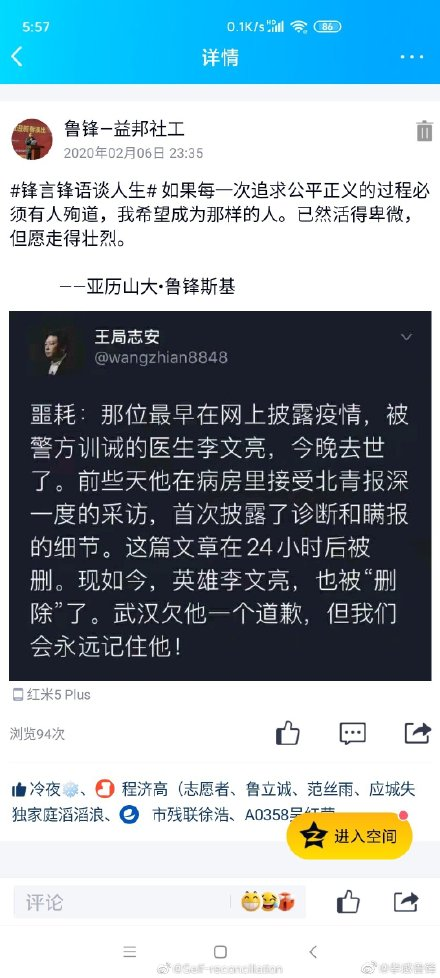 5:57
0.1K/s HD 86
详情
鲁锋—益邦社工
2020年02月06日 23:35
#锋言锋语谈人生# 如果每一次追求公平正义的过程必
须有人殉道，我希望成为那样的人。已然活得卑微，
但愿走得壮烈。
——亚历山大•鲁锋斯基
王局志安
@wangzhian8848
噩耗：那位最早在网上披露疫情，被
警方训诫的医生李文亮，今晚去世
了。前些天他在病房里接受北青报深
一度的采访，首次披露了诊断和瞒报
的细节。这篇文章在24小时后被
删。现如今，英雄李文亮，也被“删
除”了。武汉欠他一个道歉，但我们
会永远记住他！
红米5 Plus
浏览94次
冷夜、程济高（志愿者、鲁立诚、范丝雨、应城失
独家庭滔滔浪、市残联徐浩、A0358吴红
进入空间
评论
@Self-reconciliation
@孝感鲁锋